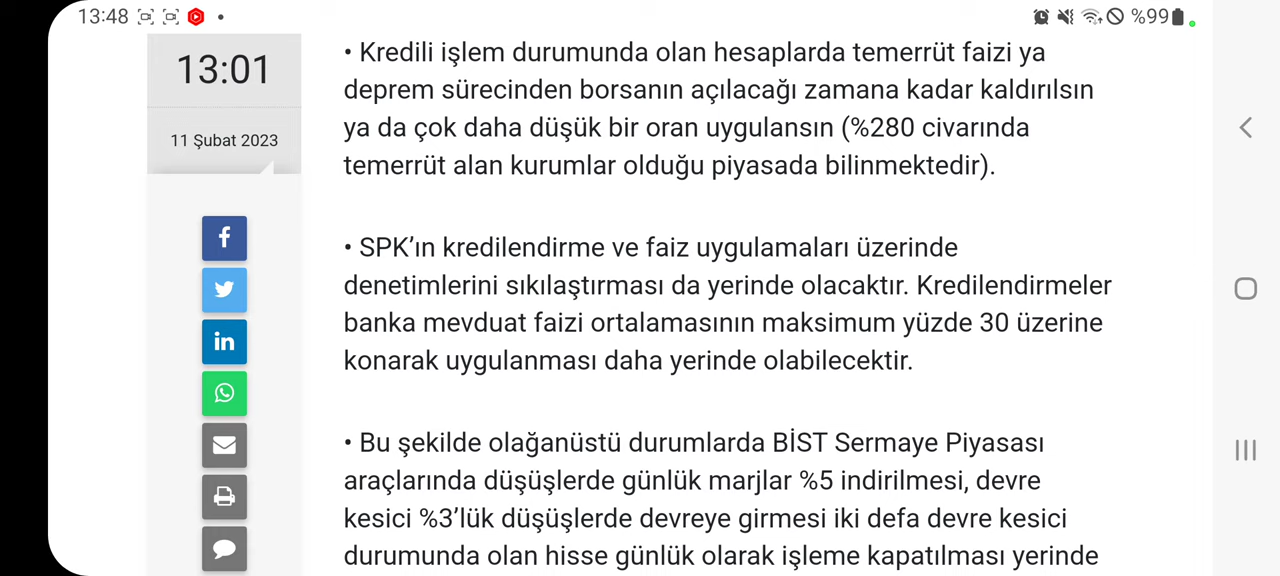 13:48
%99
13:01
11 Şubat 2023
• Kredili işlem durumunda olan hesaplarda temerrüt faizi ya
deprem sürecinden borsanın açılacağı zamana kadar kaldırılsın
ya da çok daha düşük bir oran uygulansın (%280 civarında
temerrüt alan kurumlar olduğu piyasada bilinmektedir).
• SPK’ın kredilendirme ve faiz uygulamaları üzerinde
denetimlerini sıkılaştırması da yerinde olacaktır. Kredilendirmeler
banka mevduat faizi ortalamasının maksimum yüzde 30 üzerine
konarak uygulanması daha yerinde olabilecektir.
• Bu şekilde olağanüstü durumlarda BİST Sermaye Piyasası
araçlarında düşüşlerde günlük marjlar %5 indirilmesi, devre
kesici %3’lük düşüşlerde devreye girmesi iki defa devre kesici
durumunda olan hisse günlük olarak işleme kapatılması yerinde